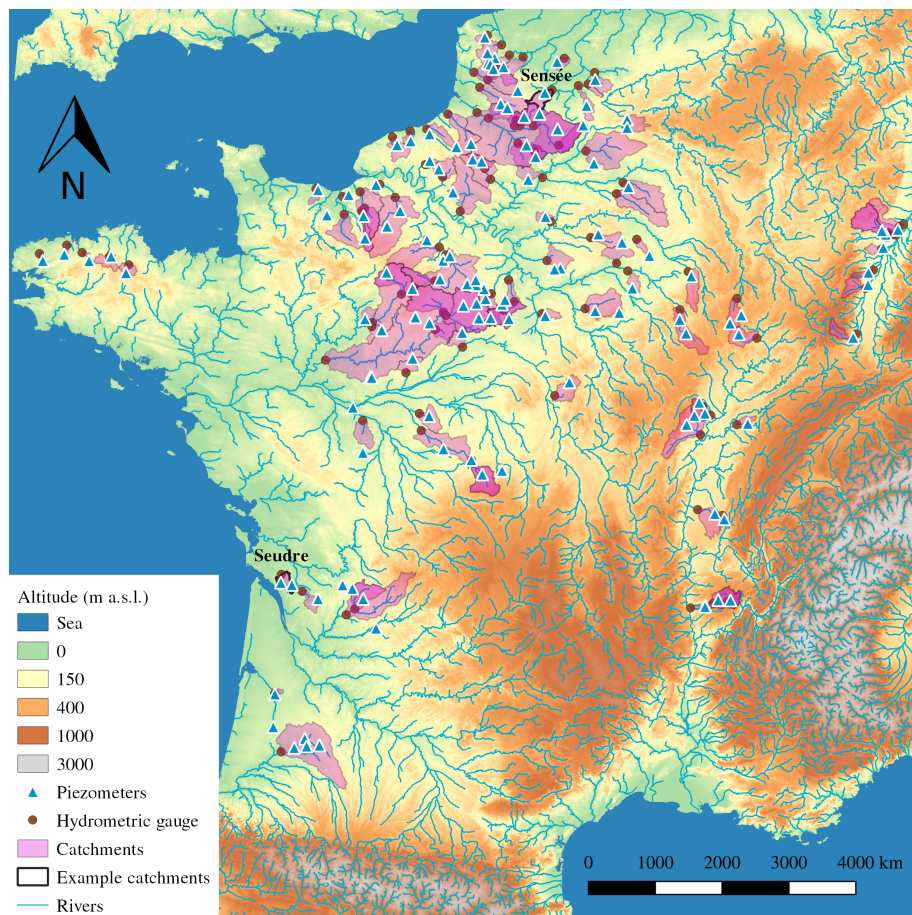 Sensée
N
Seudre
Altitude (m a.s.l.)
Sea
0
150
400
1000
3000
Piezometers
Hydrometric gauge
Catchments
Example catchments
Rivers
0 1000 2000 3000 4000 km